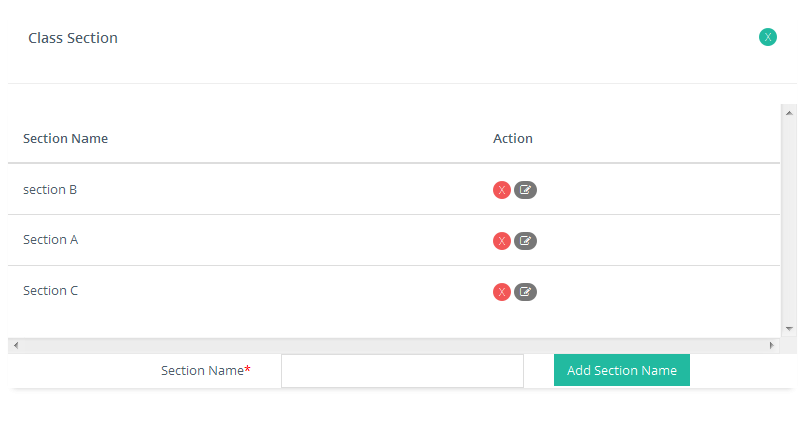 Class Section X
Section Name Action
section B X
Section A X
Section C X
Section Name* Add Section Name